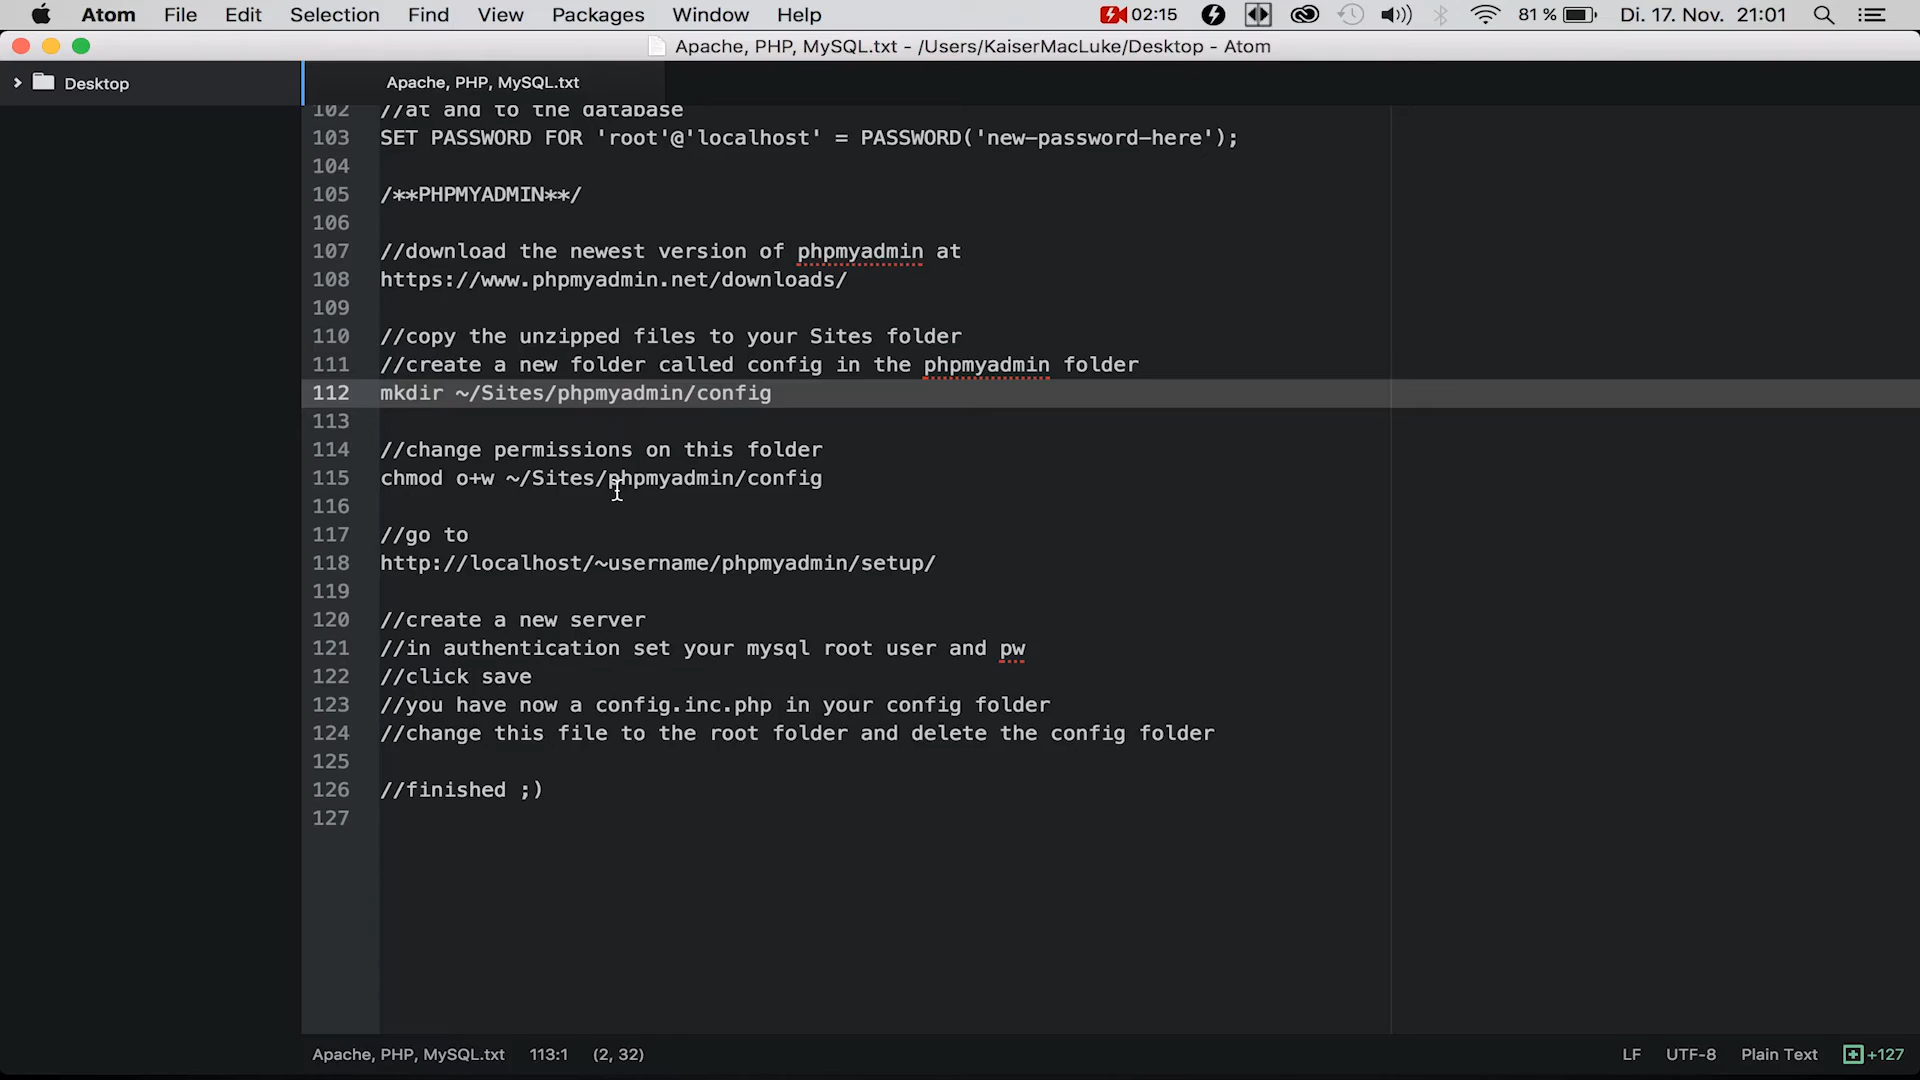 Atom File Edit Selection Find View Packages Window Help 02:15 81 % Di. 17. Nov. 21:01
Apache, PHP, MySQL.txt - /Users/KaiserMacLuke/Desktop - Atom
Desktop
Apache, PHP, MySQL.txt
102 //at and to the database
103 SET PASSWORD FOR 'root'@'localhost' = PASSWORD('new-password-here');
104
105 /**PHPMYADMIN**/
106
107 //download the newest version of phpmyadmin at
108 https://www.phpmyadmin.net/downloads/
109
110 //copy the unzipped files to your Sites folder
111 //create a new folder called config in the phpmyadmin folder
112 mkdir ~/Sites/phpmyadmin/config
113
114 //change permissions on this folder
115 chmod o+w ~/Sites/phpmyadmin/config
116
117 //go to
118 http://localhost/~username/phpmyadmin/setup/
119
120 //create a new server
121 //in authentication set your mysql root user and pw
122 //click save
123 //you have now a config.inc.php in your config folder
124 //change this file to the root folder and delete the config folder
125
126 //finished ;)
127
Apache, PHP, MySQL.txt 113:1 (2, 32) LF UTF-8 Plain Text +127